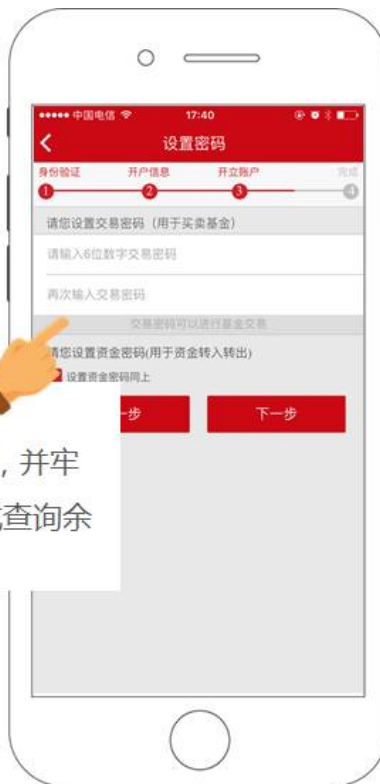 中国电信 17:40
设置密码
身份验证 开户信息 开立账户 完成
1 2 3 4
请您设置交易密码（用于买卖基金）
请输入6位数字交易密码
再次输入交易密码
交易密码可以进行基金交易
请您设置资金密码(用于资金转入转出)
设置资金密码同上
一步 下一步
，并牢
查询余